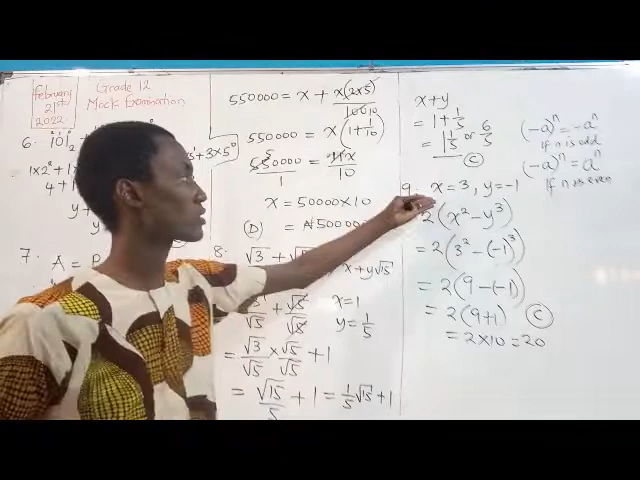 February
21st
2022
Grade 12
Mock Examination
6. 101₂
+3×5⁰
1×2²+1
4+1
y
7. A = P
550000 = x + x(2×5)
100
550000 = x(1+1/10)
550000/1 = 11x/10
x = 50000×10
(D) = ₦500000
8. √3+√5
x+y√15
√3/√5 + √5/√5
x=1
y=1/5
= √3/√5 × √5/√5 + 1
= √15/5 + 1 = 1/5√15 + 1
x+y
= 1+1/5
= 1 1/5 or 6/5
(C)
(-a)ⁿ = -aⁿ
if n is odd
(-a)ⁿ = aⁿ
If n is even
9. x=3, y=-1
2(x²-y³)
= 2(3²-(-1)³)
= 2(9-(-1))
= 2(9+1) (C)
= 2×10 = 20